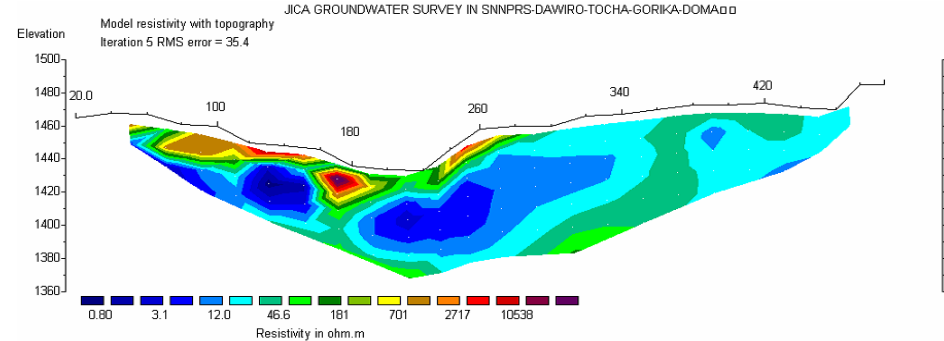 JICA GROUNDWATER SURVEY IN SNNPRS-DAWIRO-TOCHA-GORIKA-DOMA□□
Model resistivity with topography
Iteration 5 RMS error = 35.4
Elevation
1500
1480
1460
1440
1420
1400
1380
1360
20.0
100
180
260
340
420
0.80 3.1 12.0 46.6 181 701 2717 10538
Resistivity in ohm.m